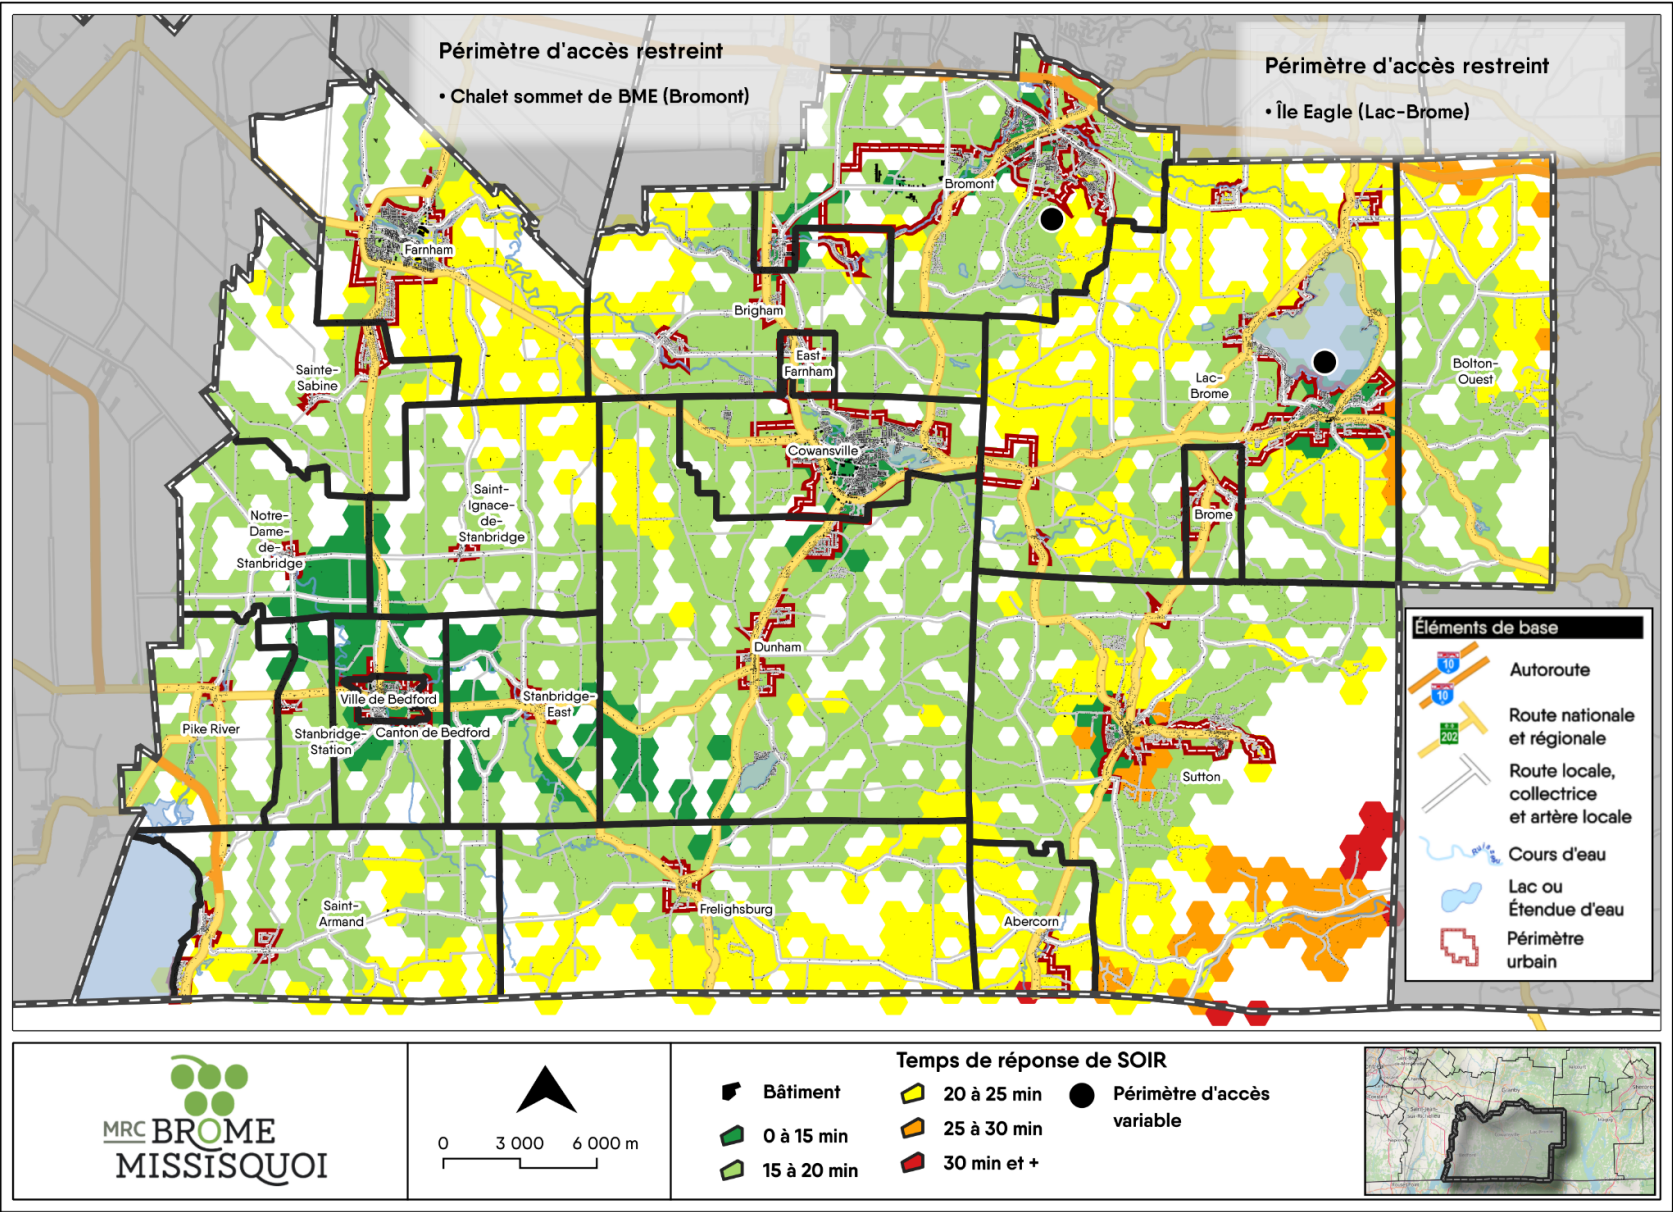 Périmètre d'accès restreint
• Chalet sommet de BME (Bromont)
Périmètre d'accès restreint
• Île Eagle (Lac-Brome)
Bromont
Farnham
Brigham
East
Farnham
Sainte-
Sabine
Lac-
Brome
Bolton-
Ouest
Cowansville
Saint-
Ignace-
de-
Stanbridge
Notre-
Dame-
de-
Stanbridge
Brome
Dunham
Ville de Bedford
Stanbridge-
East
Pike River
Stanbridge-
Station
Canton de Bedford
Sutton
Saint-
Armand
Frelighsburg
Abercorn
Éléments de base
10
10
Autoroute
202
Route nationale
et régionale
Route locale,
collectrice
et artère locale
Cours d'eau
Lac ou
Étendue d'eau
Périmètre
urbain
MRC BROME
MISSISQUOI
0 3 000 6 000 m
Temps de réponse de SOIR
Bâtiment
0 à 15 min
15 à 20 min
20 à 25 min
25 à 30 min
30 min et +
Périmètre d'accès
variable